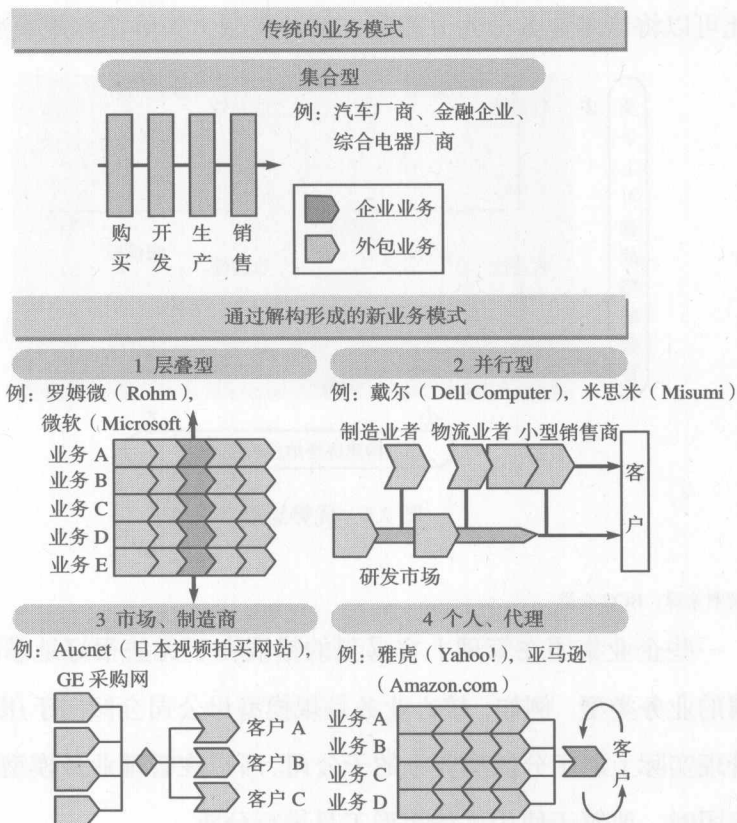 传统的业务模式
集合型
例：汽车厂商、金融企业、
综合电器厂商
购买
开发
生产
销售
企业业务
外包业务
通过解构形成的新业务模式
1 层叠型
例：罗姆微（Rohm），
微软（Microsoft）
业务 A
业务 B
业务 C
业务 D
业务 E
2 并行型
例：戴尔（Dell Computer），米思米（Misumi）
制造业者 物流业者 小型销售商
客户
研发市场
3 市场、制造商
例：Aucnet（日本视频拍买网站），
GE 采购网
客户 A
客户 B
客户 C
4 个人、代理
例：雅虎（Yahoo!），亚马逊
（Amazon.com）
业务 A
业务 B
业务 C
业务 D
客户